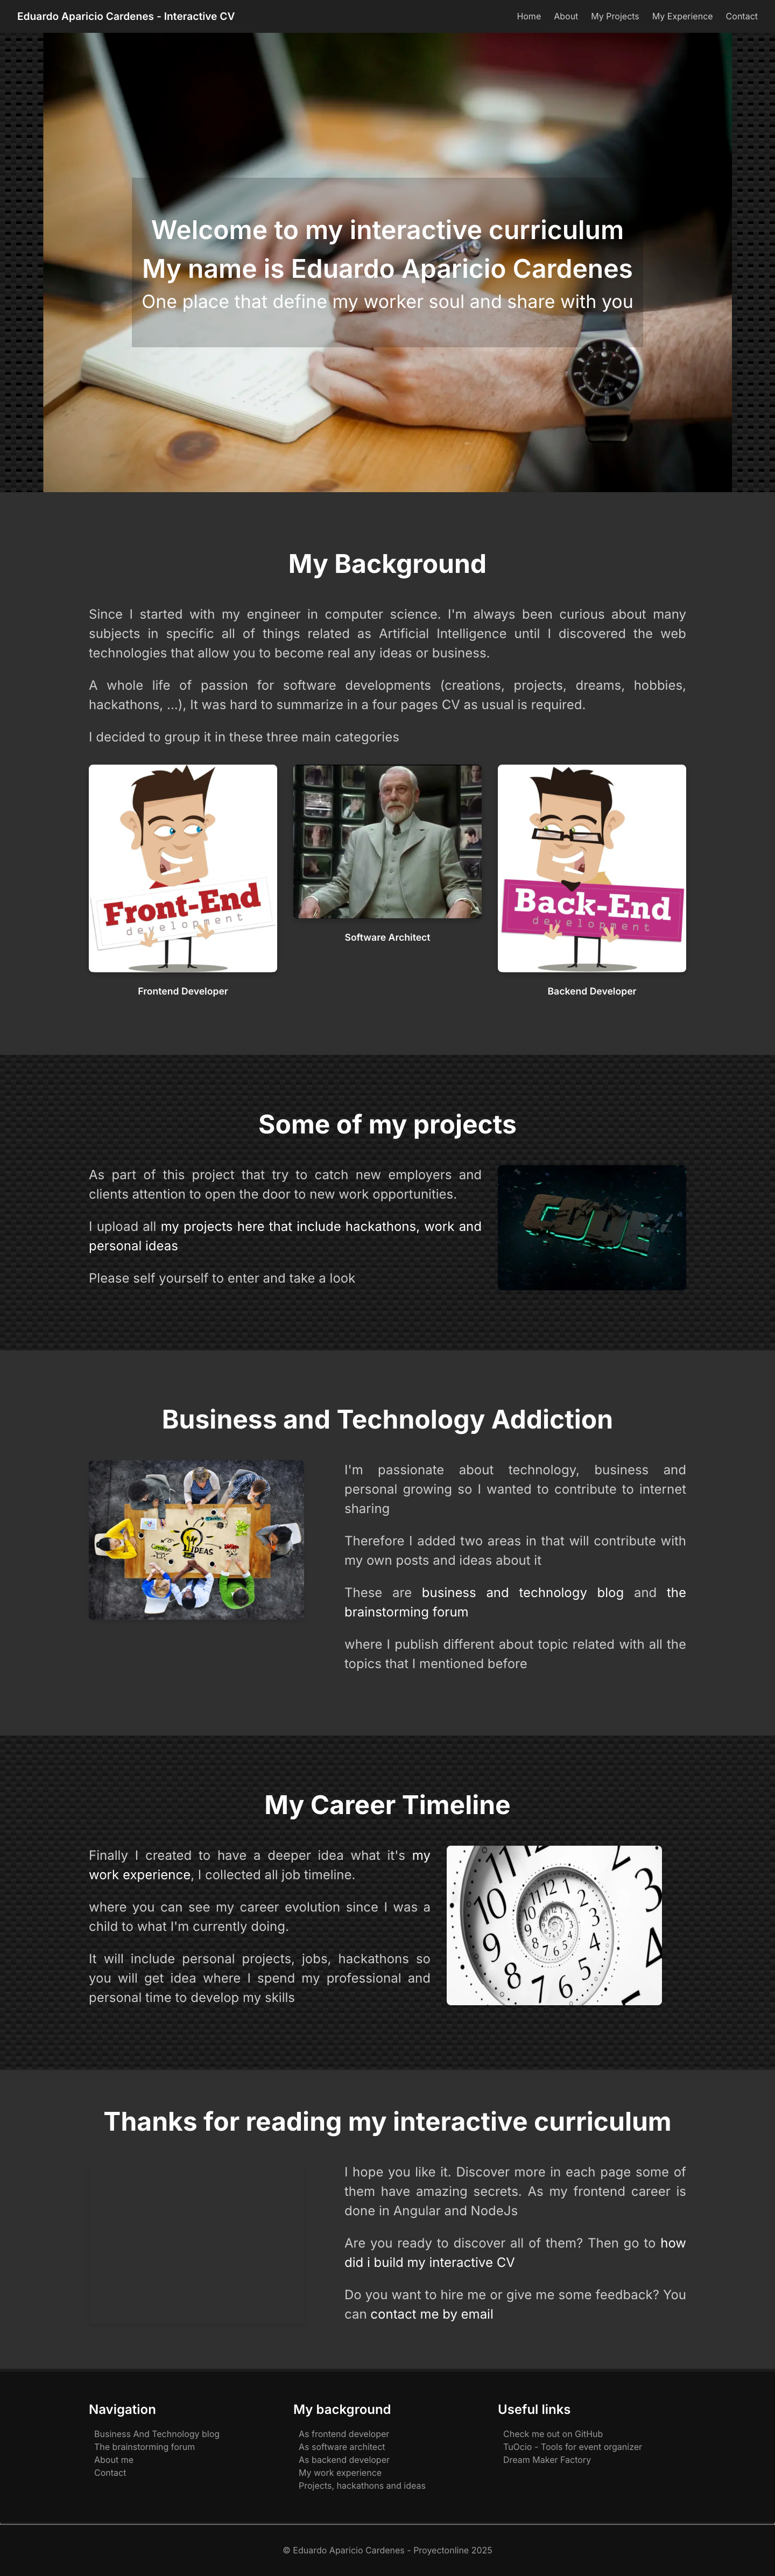 Eduardo Aparicio Cardenes - Interactive CV
Home About My Projects My Experience Contact
Welcome to my interactive curriculum
My name is Eduardo Aparicio Cardenes
One place that define my worker soul and share with you
My Background
Since I started with my engineer in computer science. I'm always been curious about many
subjects in specific all of things related as Artificial Intelligence until I discovered the web
technologies that allow you to become real any ideas or business.
A whole life of passion for software developments (creations, projects, dreams, hobbies,
hackathons, ...), It was hard to summarize in a four pages CV as usual is required.
I decided to group it in these three main categories
Front-End
development
Frontend Developer
Software Architect
Back-End
development
Backend Developer
Some of my projects
As part of this project that try to catch new employers and
clients attention to open the door to new work opportunities.
I upload all my projects here that include hackathons, work and
personal ideas
Please self yourself to enter and take a look
CODE
Business and Technology Addiction
Creative
IDEAS
I'm passionate about technology, business and
personal growing so I wanted to contribute to internet
sharing
Therefore I added two areas in that will contribute with
my own posts and ideas about it
These are business and technology blog and the
brainstorming forum
where I publish different about topic related with all the
topics that I mentioned before
My Career Timeline
Finally I created to have a deeper idea what it's my
work experience, I collected all job timeline.
where you can see my career evolution since I was a
child to what I'm currently doing.
It will include personal projects, jobs, hackathons so
you will get idea where I spend my professional and
personal time to develop my skills
Thanks for reading my interactive curriculum
I hope you like it. Discover more in each page some of
them have amazing secrets. As my frontend career is
done in Angular and NodeJs
Are you ready to discover all of them? Then go to how
did i build my interactive CV
Do you want to hire me or give me some feedback? You
can contact me by email
Navigation
Business And Technology blog
The brainstorming forum
About me
Contact
My background
As frontend developer
As software architect
As backend developer
My work experience
Projects, hackathons and ideas
Useful links
Check me out on GitHub
TuOcio - Tools for event organizer
Dream Maker Factory
© Eduardo Aparicio Cardenes - Proyectonline 2025